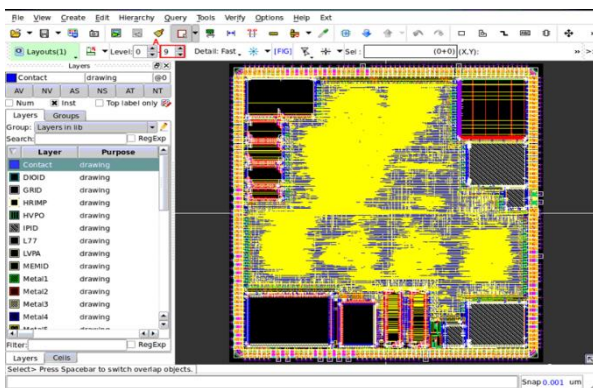 File View Create Edit Hierarchy Query Tools Verify Options Help Ext
Layouts(1) Level: 0 9 Detail: Fast [FIG] Sel : (0+0) (X,Y): >>
Layers
Contact drawing @0
AV NV AS NS AT NT
Num Inst Top label only
Layers Groups
Group: Layers in lib
Search: RegExp
Layer Purpose
Contact drawing
DIOID drawing
GRID drawing
HRIMP drawing
HVPO drawing
IPID drawing
L77 drawing
LVPA drawing
MEMID drawing
Metal1 drawing
Metal2 drawing
Metal3 drawing
Metal4 drawing
Filter: RegExp
Layers Cells
Select> Press Spacebar to switch overlap objects.
Snap 0.001 um